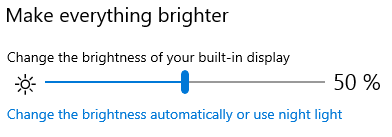 Make everything brighter
Change the brightness of your built-in display
50 %
Change the brightness automatically or use night light